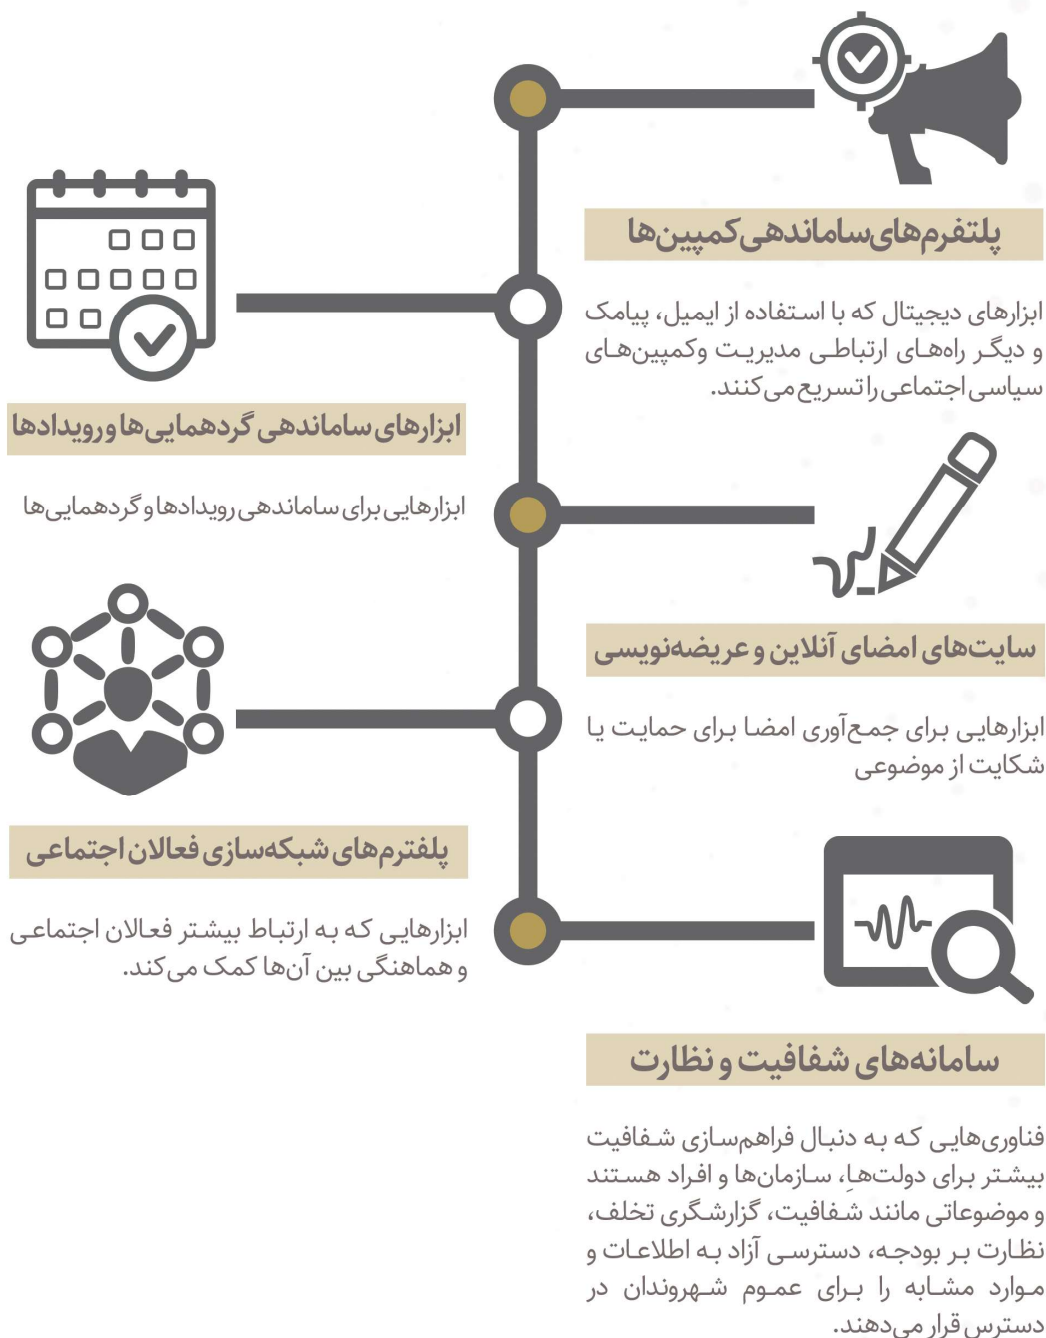 پلتفرم‌های ساماندهی کمپین‌ها
ابزارهای دیجیتال که با استفاده از ایمیل، پیامک
و دیگر راه‌های ارتباطی مدیریت وکمپین‌های
سیاسی اجتماعی را تسریع می‌کنند.
ابزارهای ساماندهی گردهمایی‌ها و رویدادها
ابزارهایی برای ساماندهی رویدادها و گردهمایی‌ها
سایت‌های امضای آنلاین و عریضه‌نویسی
ابزارهایی برای جمع‌آوری امضا برای حمایت یا
شکایت از موضوعی
پلفترم‌های شبکه‌سازی فعالان اجتماعی
ابزارهایی که به ارتباط بیشتر فعالان اجتماعی
و هماهنگی بین آن‌ها کمک می‌کند.
سامانه‌های شفافیت و نظارت
فناوری‌هایی که به دنبال فراهم‌سازی شفافیت
بیشتر برای دولت‌هاِ، سازمان‌ها و افراد هستند
و موضوعاتی مانند شفافیت، گزارشگری تخلف،
نظارت بر بودجه، دسترسی آزاد به اطلاعات و
موارد مشابه را برای عموم شهروندان در
دسترس قرار می‌دهند.